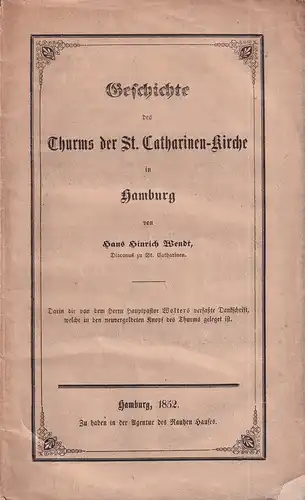 Geschichte
des
Thurms der St. Catharinen-Kirche
in
Hamburg
von
Hans Hinrich Wendt,
Diaconus zu St. Catharinen.
Darin die von dem Herrn Hauptpastor Wolters verfaßte Denkschrift,
welche in den neuvergoldeten Knopf des Thurms geleget ist.
Hamburg, 1852.
Zu haben in der Agentur des Rauhen Hauses.